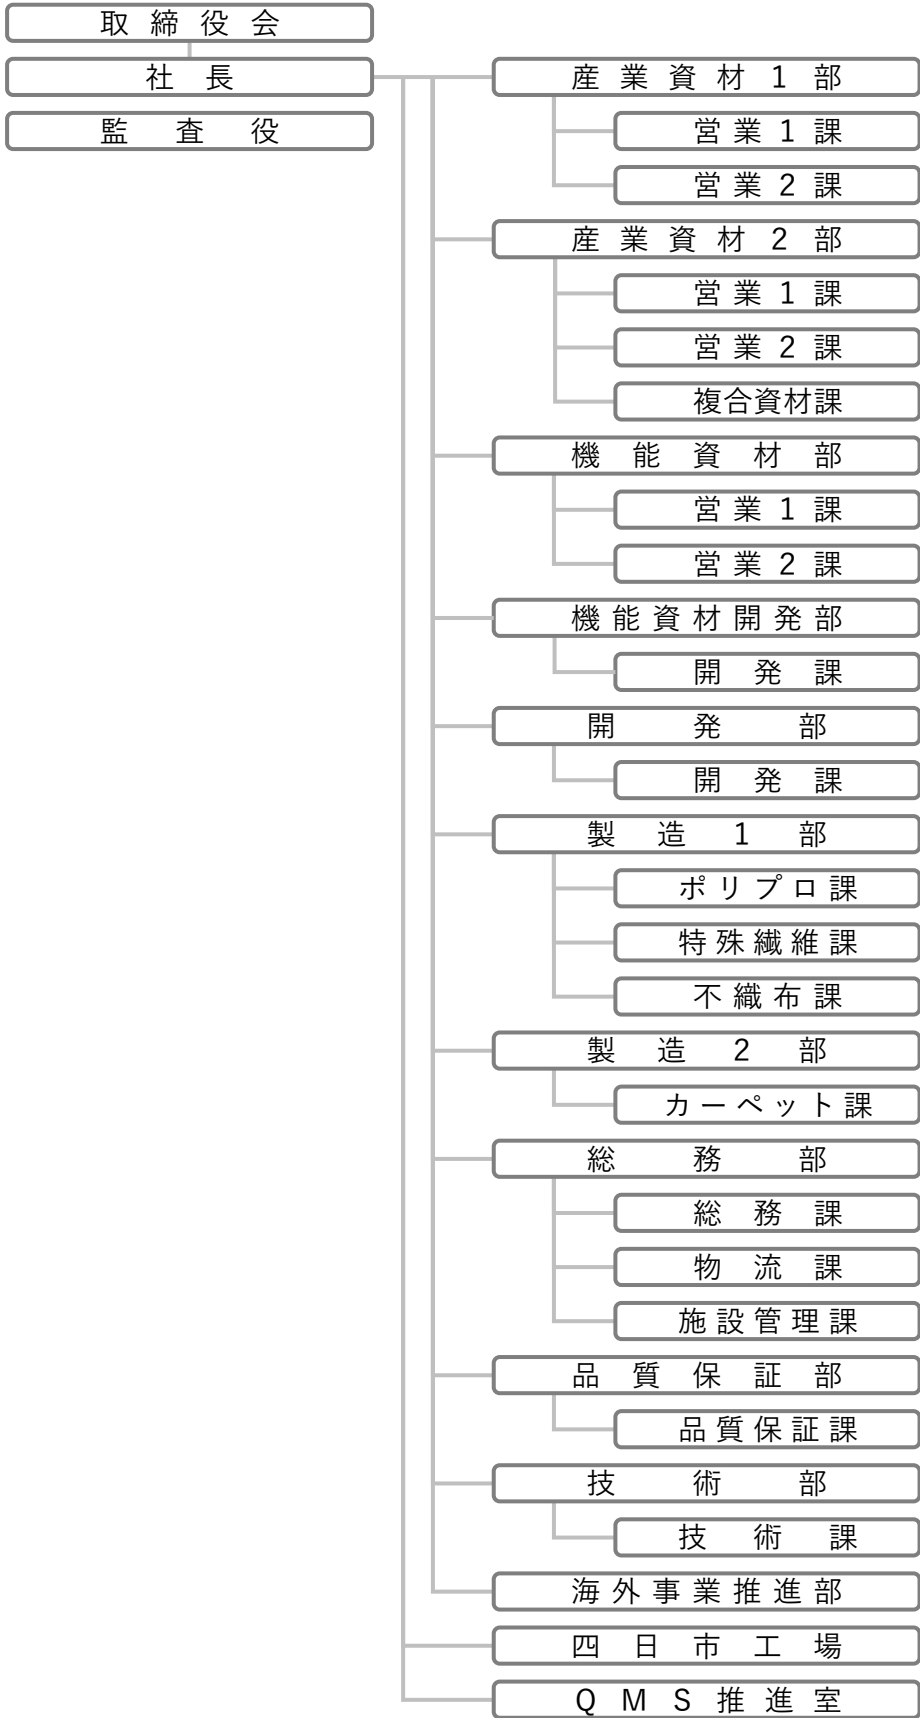 取締役会
社長
監査役
産業資材1部
営業1課
営業2課
産業資材2部
営業1課
営業2課
複合資材課
機能資材部
営業1課
営業2課
機能資材開発部
開発課
開発部
開発課
製造1部
ポリプロ課
特殊繊維課
不織布課
製造2部
カーペット課
総務部
総務課
物流課
施設管理課
品質保証部
品質保証課
技術部
技術課
海外事業推進部
四日市工場
QMS推進室